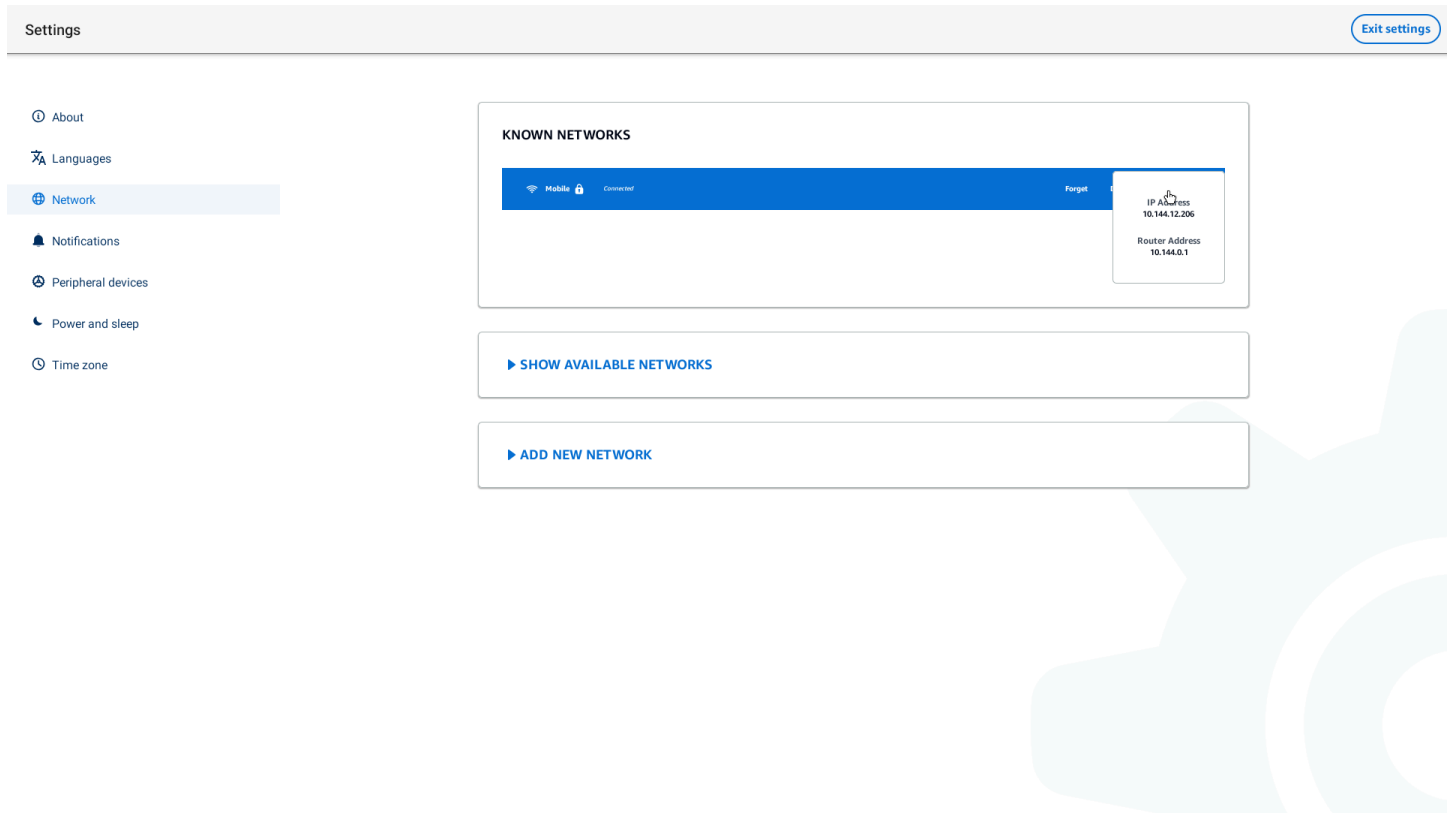 Settings
Exit settings
About
Languages
Network
Notifications
Peripheral devices
Power and sleep
Time zone
KNOWN NETWORKS
Mobile
Connected
Forget
IP Address
10.144.12.206
Router Address
10.144.0.1
SHOW AVAILABLE NETWORKS
ADD NEW NETWORK